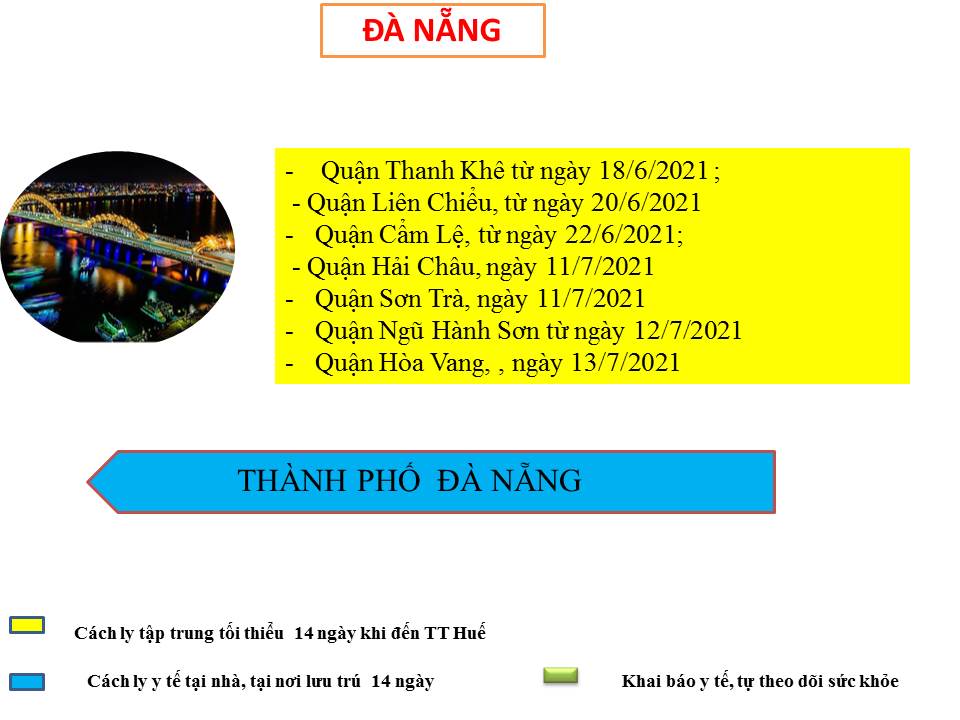 ĐÀ NẴNG
- Quận Thanh Khê từ ngày 18/6/2021 ;
- Quận Liên Chiểu, từ ngày 20/6/2021
- Quận Cẩm Lệ, từ ngày 22/6/2021;
- Quận Hải Châu, ngày 11/7/2021
- Quận Sơn Trà, ngày 11/7/2021
- Quận Ngũ Hành Sơn từ ngày 12/7/2021
- Quận Hòa Vang, , ngày 13/7/2021
THÀNH PHỐ ĐÀ NẴNG
Cách ly tập trung tối thiểu 14 ngày khi đến TT Huế
Cách ly y tế tại nhà, tại nơi lưu trú 14 ngày
Khai báo y tế, tự theo dõi sức khỏe